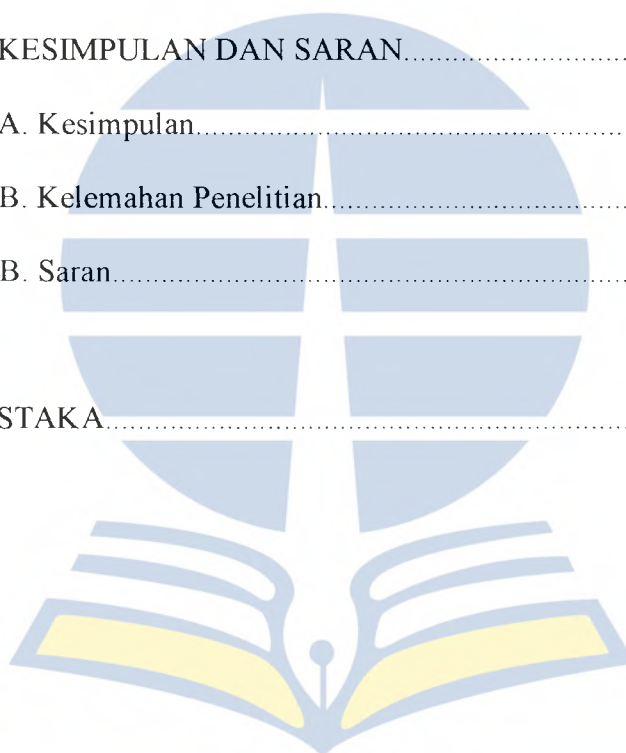 KESIMPULAN DAN SARAN..........................
A. Kesimpulan..................................................
B. Kelemahan Penelitian...................................
B. Saran............................................................
STAKA.............................................................